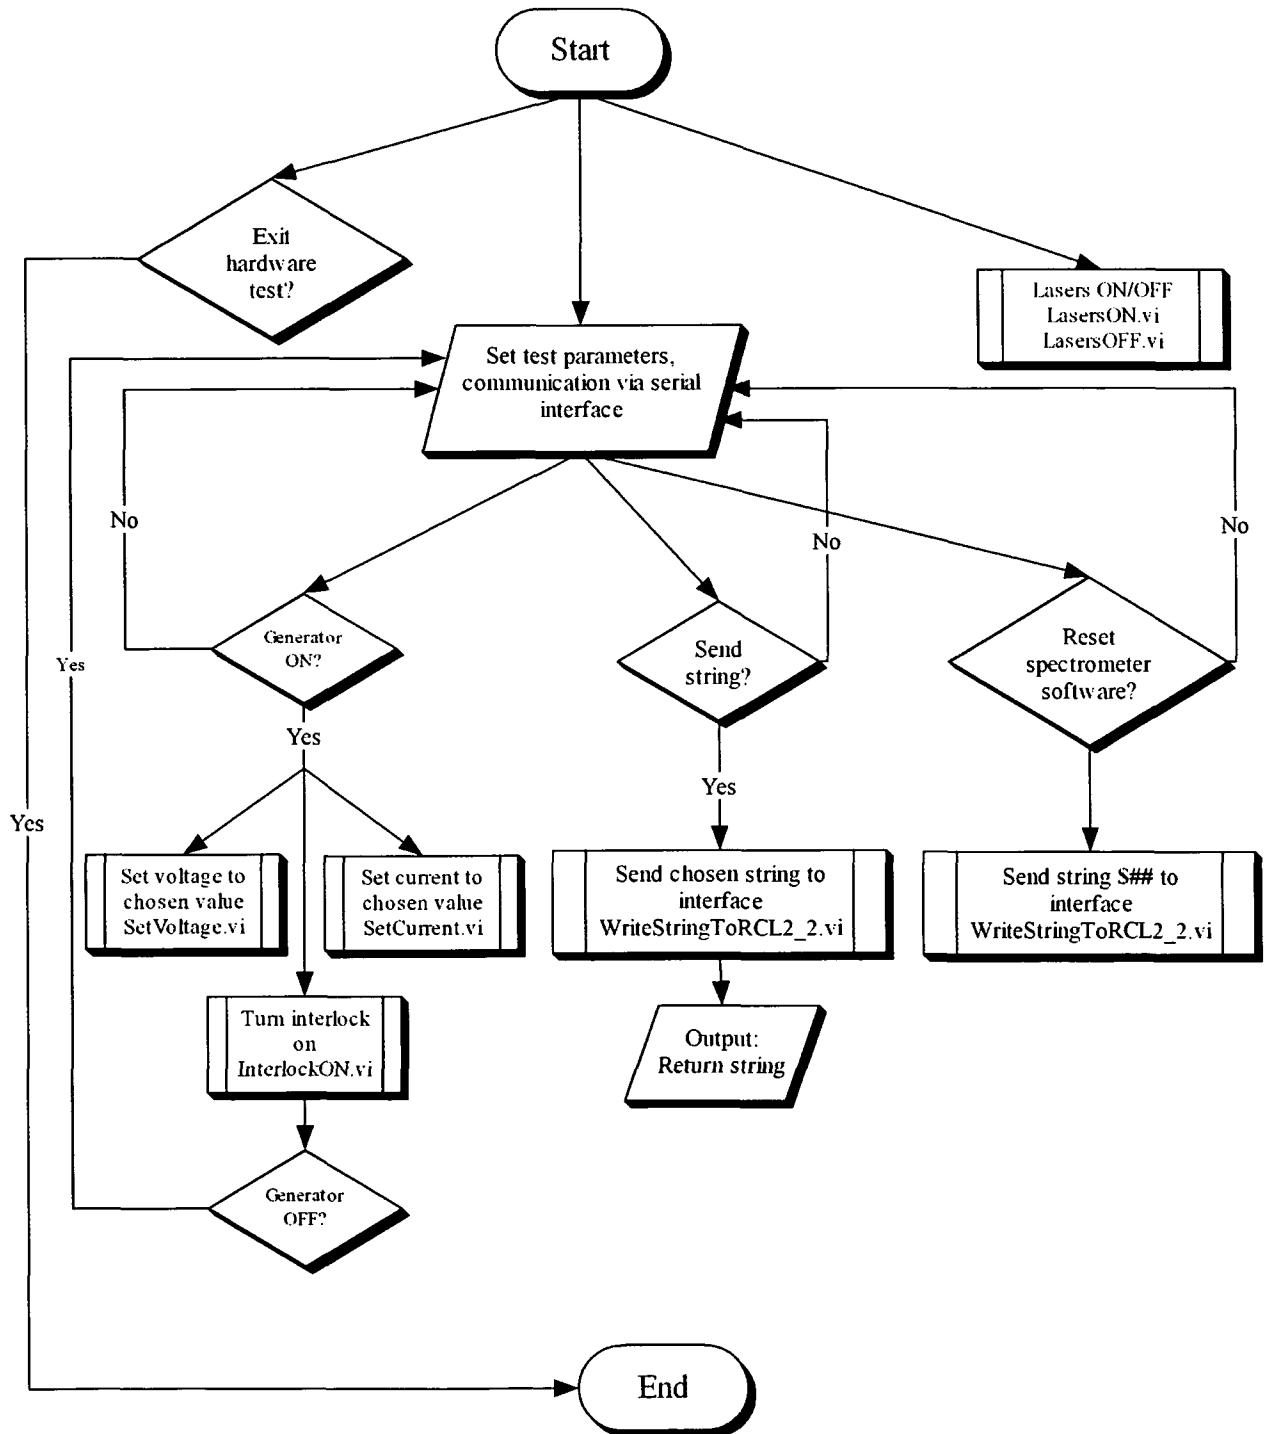 Start
Exit
hardware
test?
Lasers ON/OFF
LasersON.vi
LasersOFF.vi
Set test parameters,
communication via serial
interface
No
No
No
Generator
ON?
Send
string?
Reset
spectrometer
software?
Yes
Yes
Yes
Yes
Set voltage to
chosen value
SetVoltage.vi
Set current to
chosen value
SetCurrent.vi
Send chosen string to
interface
WriteStringToRCL2_2.vi
Send string S## to
interface
WriteStringToRCL2_2.vi
Turn interlock
on
InterlockON.vi
Output:
Return string
Generator
OFF?
End